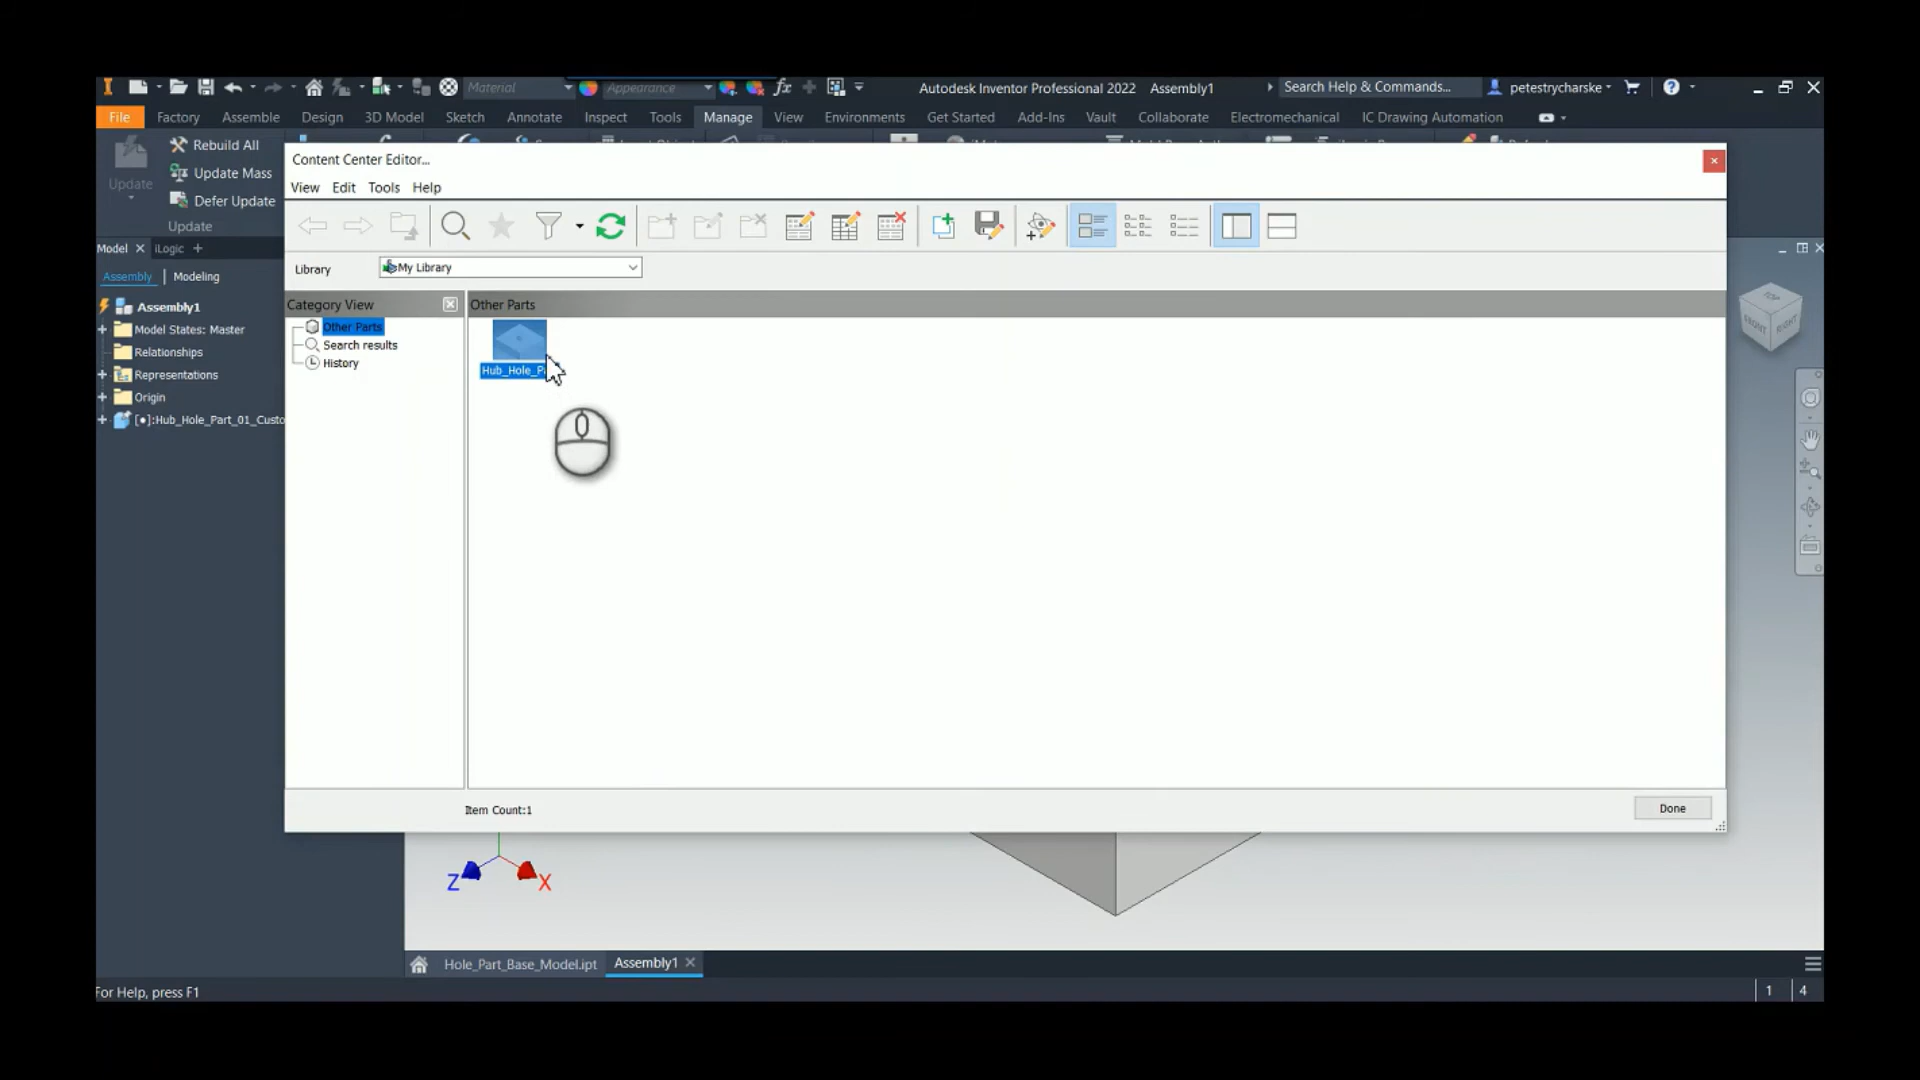 Material
Appearance
Autodesk Inventor Professional 2022 Assembly1
Search Help & Commands...
petestrycharske
File Factory Assemble Design 3D Model Sketch Annotate Inspect Tools Manage View Environments Get Started Add-Ins Vault Collaborate Electromechanical IC Drawing Automation
Update
Rebuild All
Update Mass
Defer Update
Update
Content Center Editor...
View Edit Tools Help
Library
My Library
Model iLogic +
Assembly | Modeling
Assembly1
Model States: Master
Relationships
Representations
Origin
[•]:Hub_Hole_Part_01_Custo
Category View
Other Parts
Search results
History
Other Parts
Hub_Hole_P
Item Count:1
Done
TOP
FRONT
RIGHT
Z
X
Hole_Part_Base_Model.ipt
Assembly1
For Help, press F1
1 4